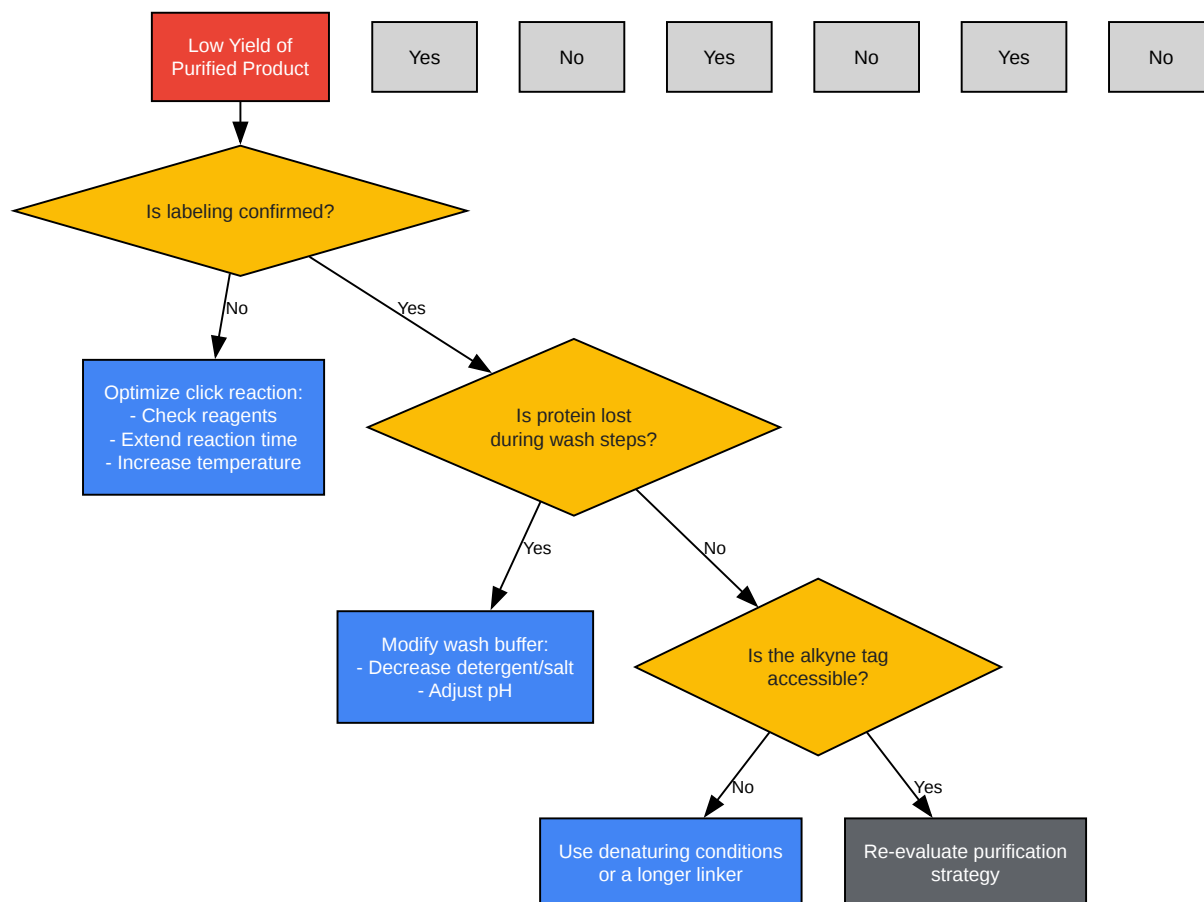 Low Yield of
Purified Product
Yes
No
Yes
No
Yes
No
Is labeling confirmed?
No
Yes
Optimize click reaction:
- Check reagents
- Extend reaction time
- Increase temperature
Is protein lost
during wash steps?
Yes
No
Modify wash buffer:
- Decrease detergent/salt
- Adjust pH
Is the alkyne tag
accessible?
No
Yes
Use denaturing conditions
or a longer linker
Re-evaluate purification
strategy